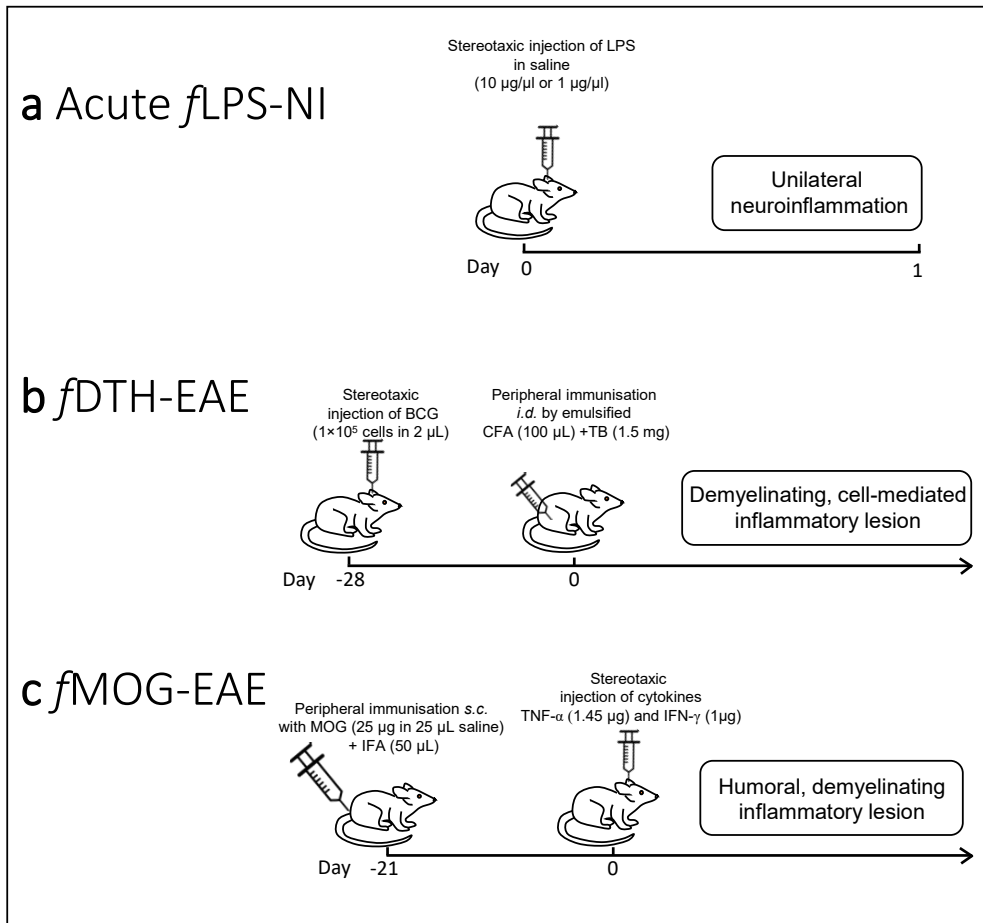 a Acute fLPS-NI
Stereotaxic injection of LPS
in saline
(10 µg/µl or 1 µg/µl)
Unilateral
neuroinflammation
Day 0 1
b fDTH-EAE
Stereotaxic
injection of BCG
(1×10⁵ cells in 2 µL)
Peripheral immunisation
i.d. by emulsified
CFA (100 µL) +TB (1.5 mg)
Demyelinating, cell-mediated
inflammatory lesion
Day -28 0
c fMOG-EAE
Peripheral immunisation s.c.
with MOG (25 µg in 25 µL saline)
+ IFA (50 µL)
Stereotaxic
injection of cytokines
TNF-α (1.45 µg) and IFN-γ (1µg)
Humoral, demyelinating
inflammatory lesion
Day -21 0